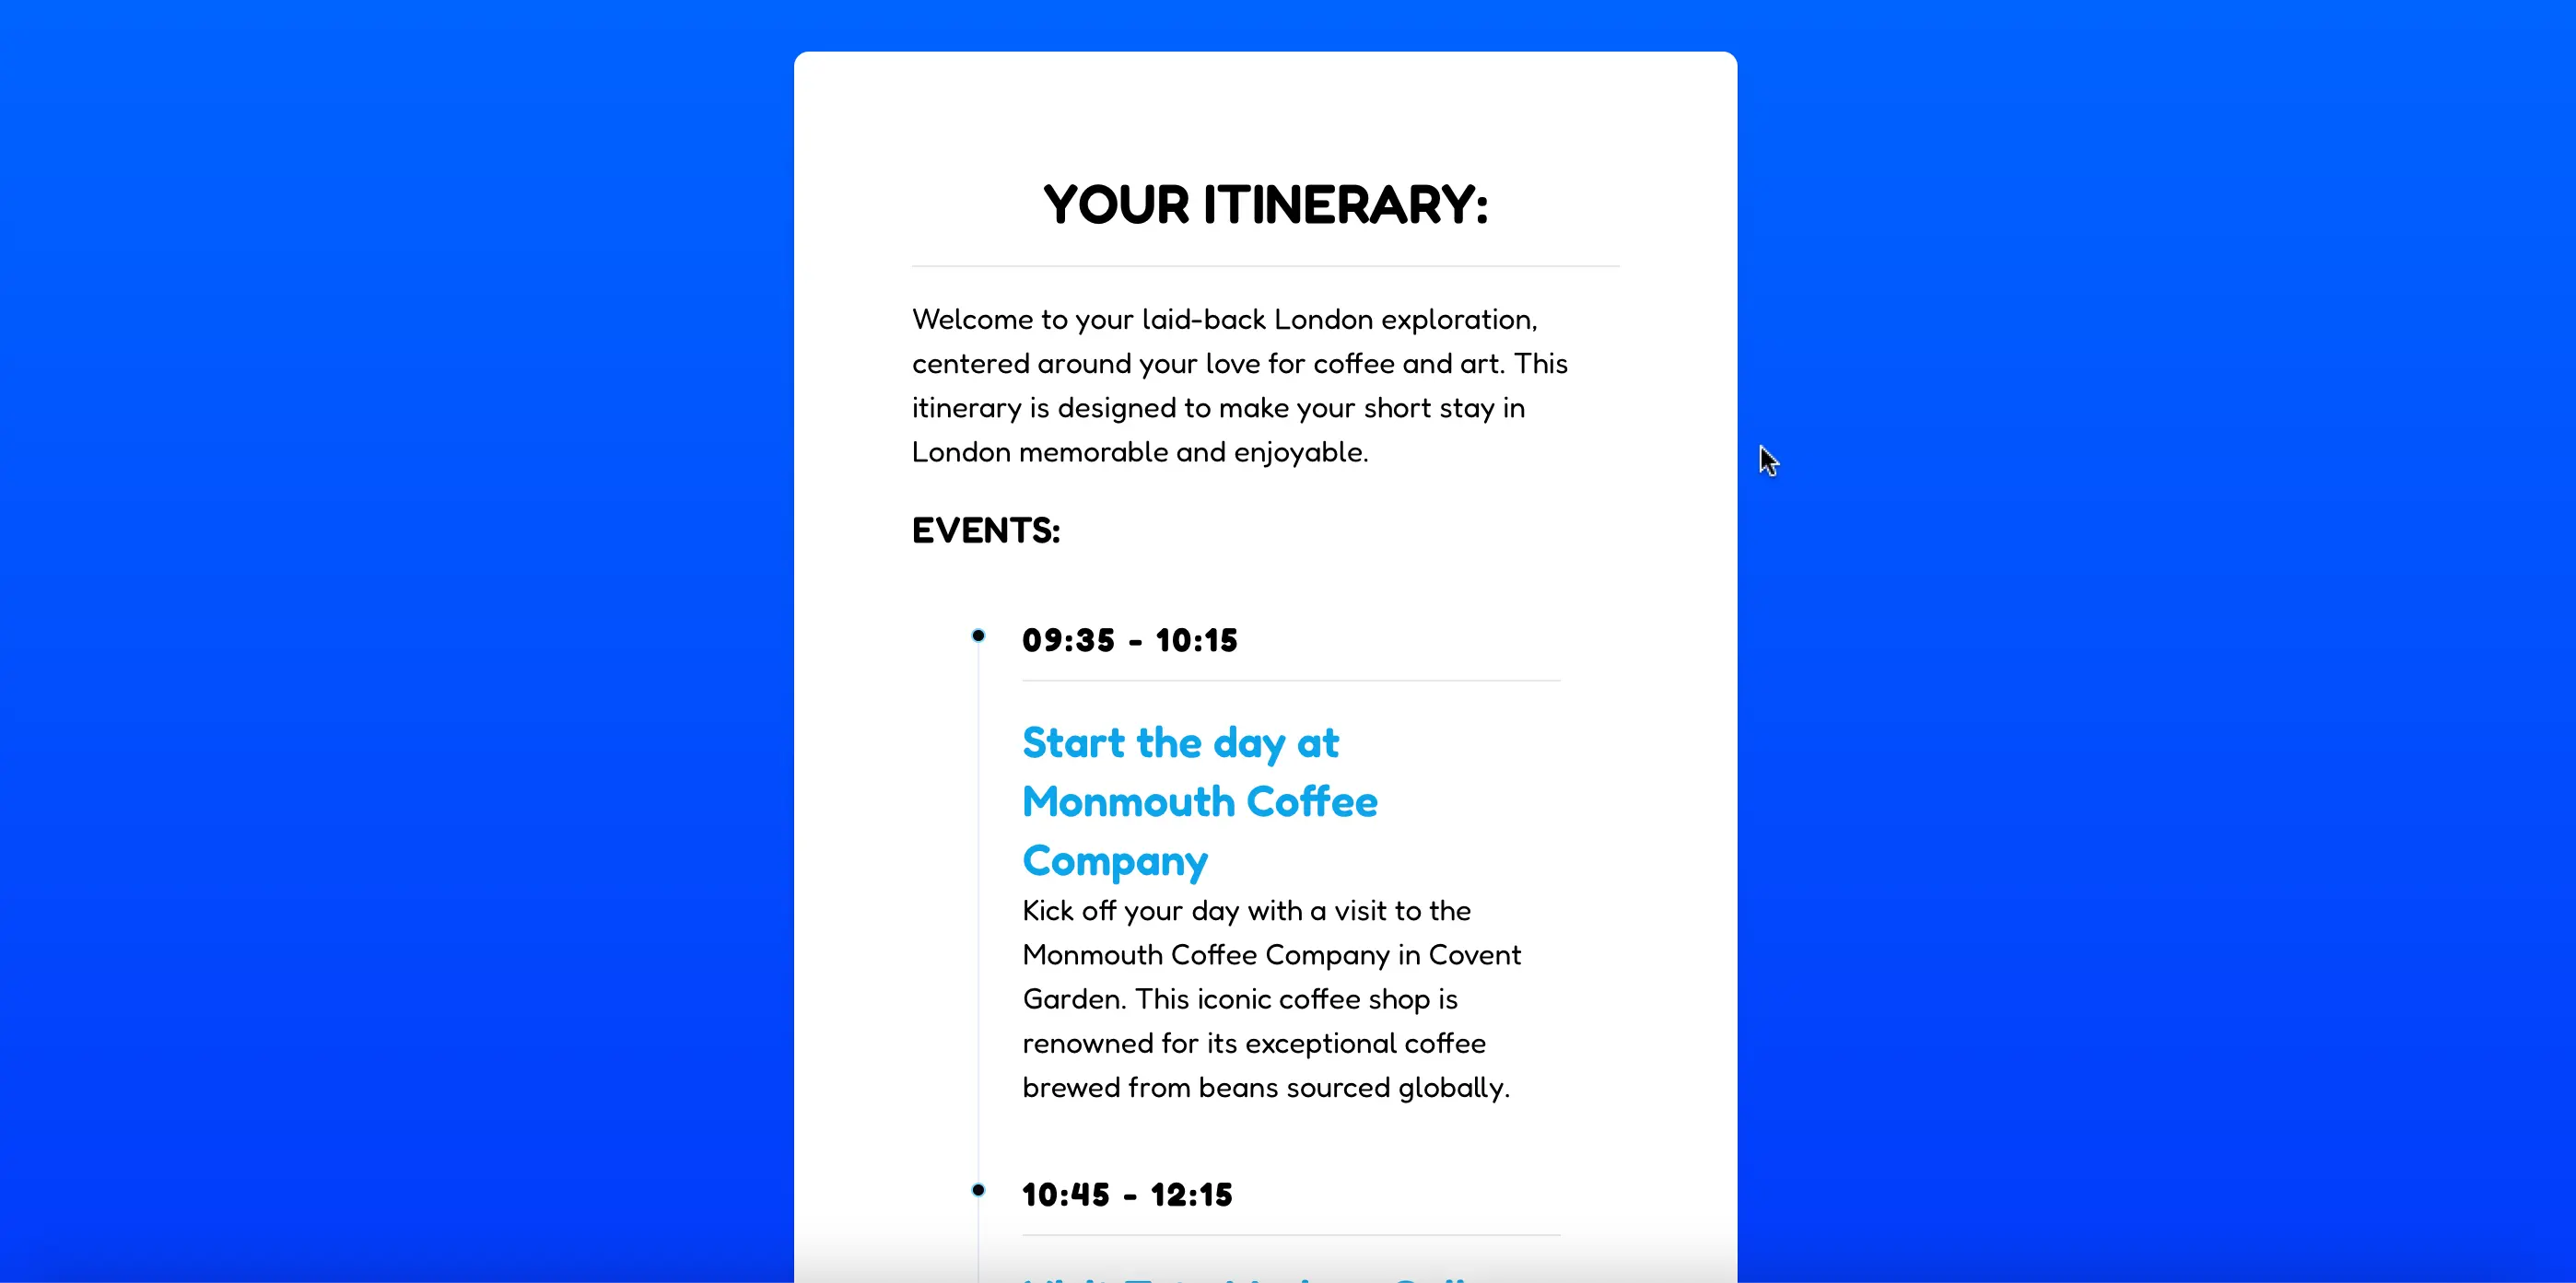 YOUR ITINERARY:
Welcome to your laid-back London exploration,
centered around your love for coffee and art. This
itinerary is designed to make your short stay in
London memorable and enjoyable.
EVENTS:
09:35 - 10:15
Start the day at
Monmouth Coffee
Company
Kick off your day with a visit to the
Monmouth Coffee Company in Covent
Garden. This iconic coffee shop is
renowned for its exceptional coffee
brewed from beans sourced globally.
10:45 - 12:15